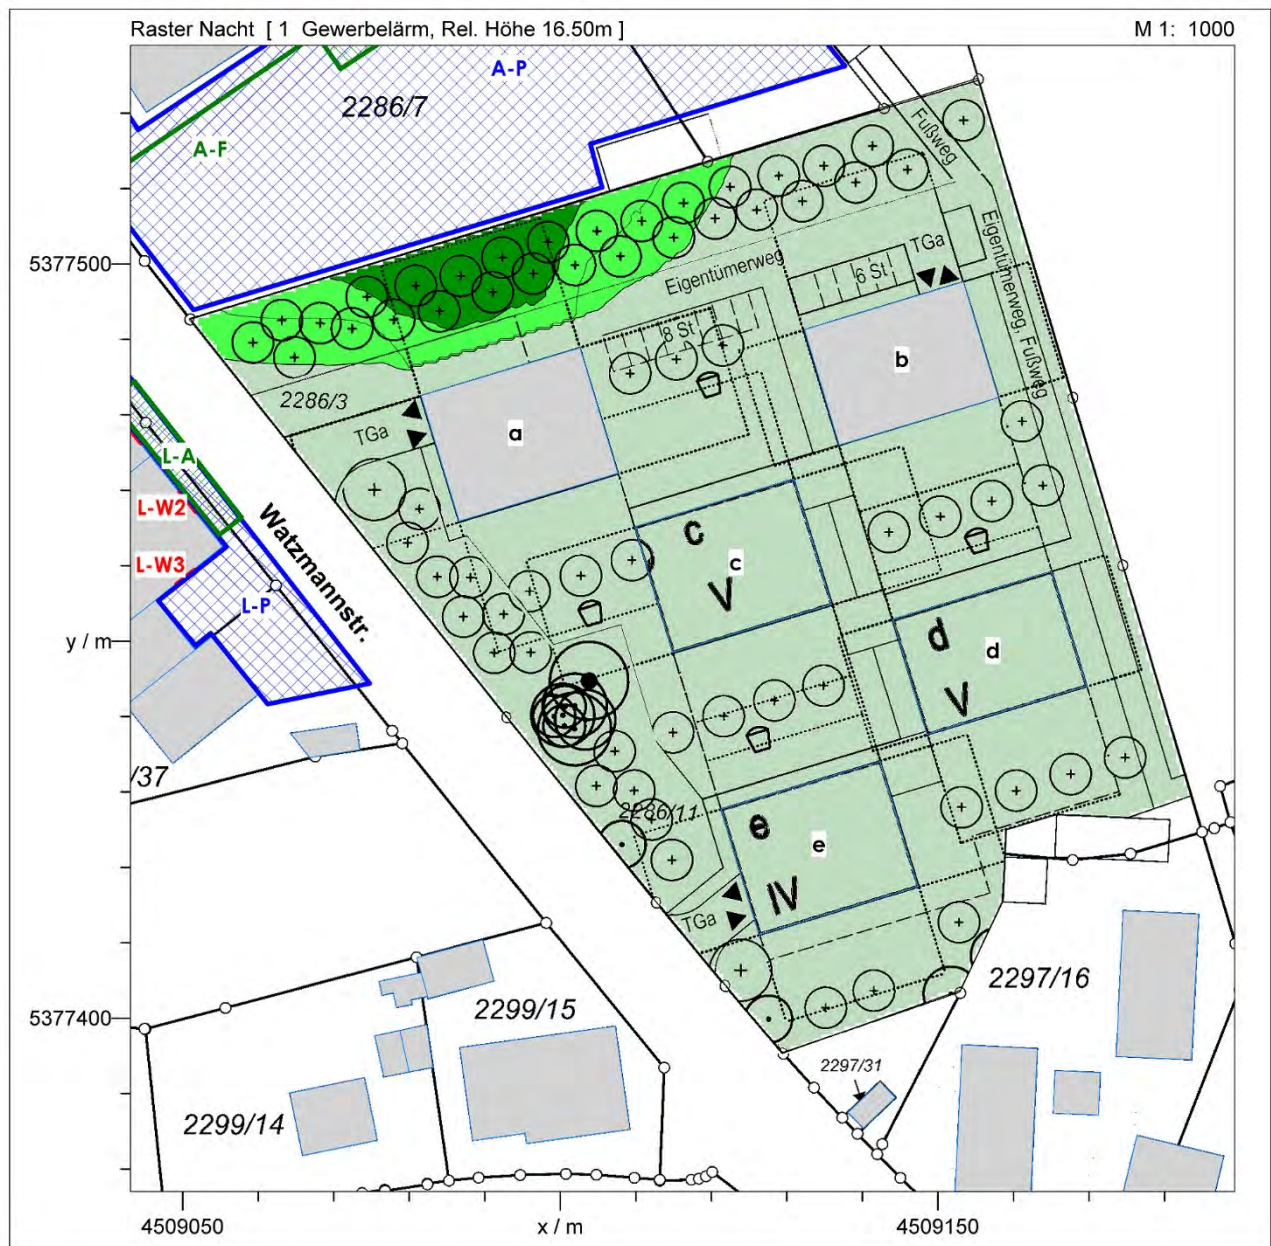 Raster Nacht [ 1 Gewerbelärm, Rel. Höhe 16.50m ]
M 1: 1000
A-P
2286/7
A-F
Fußweg
5377500
Eigentümerweg
TGa
6 St
Eigentümerweg, Fußweg
8 St
b
2286/3
a
TGa
L-A
L-W2
Watzmannstr.
c
c
V
L-W3
L-P
y / m
d
d
V
/37
2286/11
e
e
IV
TGa
2297/16
2299/15
5377400
2297/31
2299/14
4509050
x / m
4509150